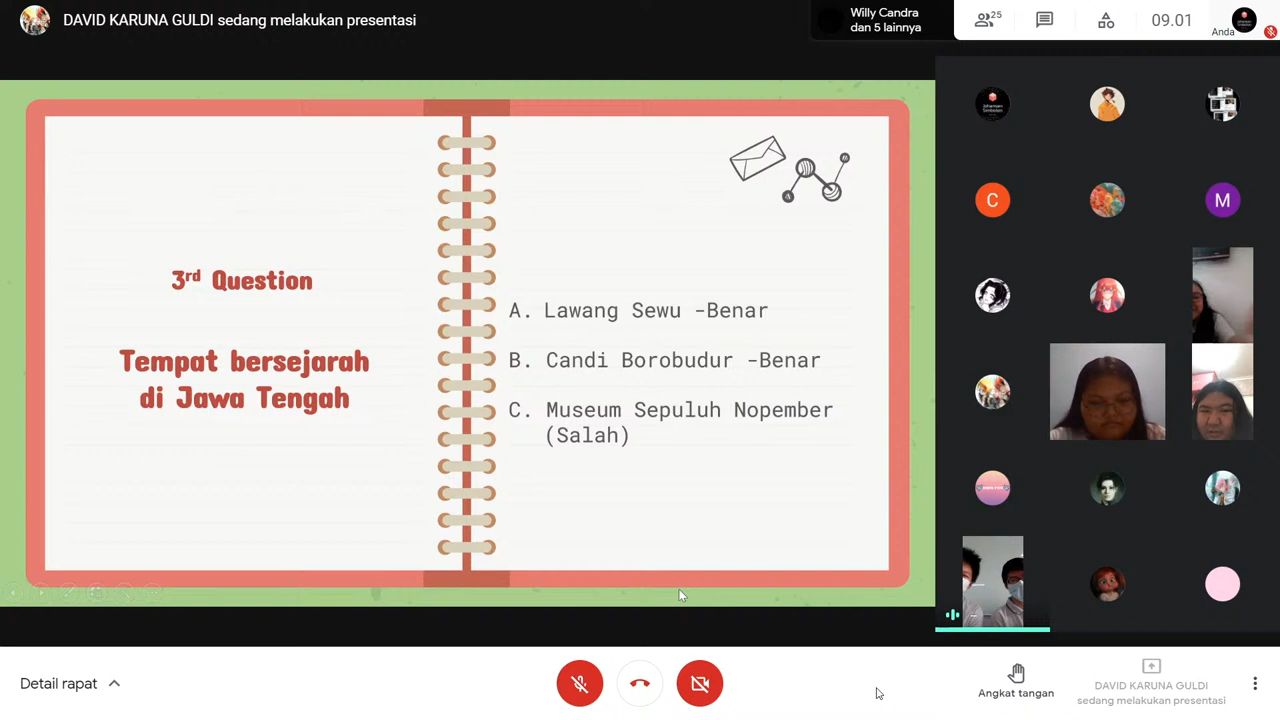 DAVID KARUNA GULDI sedang melakukan presentasi
Willy Candra
dan 5 lainnya
25
09.01
Anda
3rd Question
Tempat bersejarah
di Jawa Tengah
A. Lawang Sewu -Benar
B. Candi Borobudur -Benar
C. Museum Sepuluh Nopember
(Salah)
C
M
Detail rapat
Angkat tangan
DAVID KARUNA GULDI
sedang melakukan presentasi